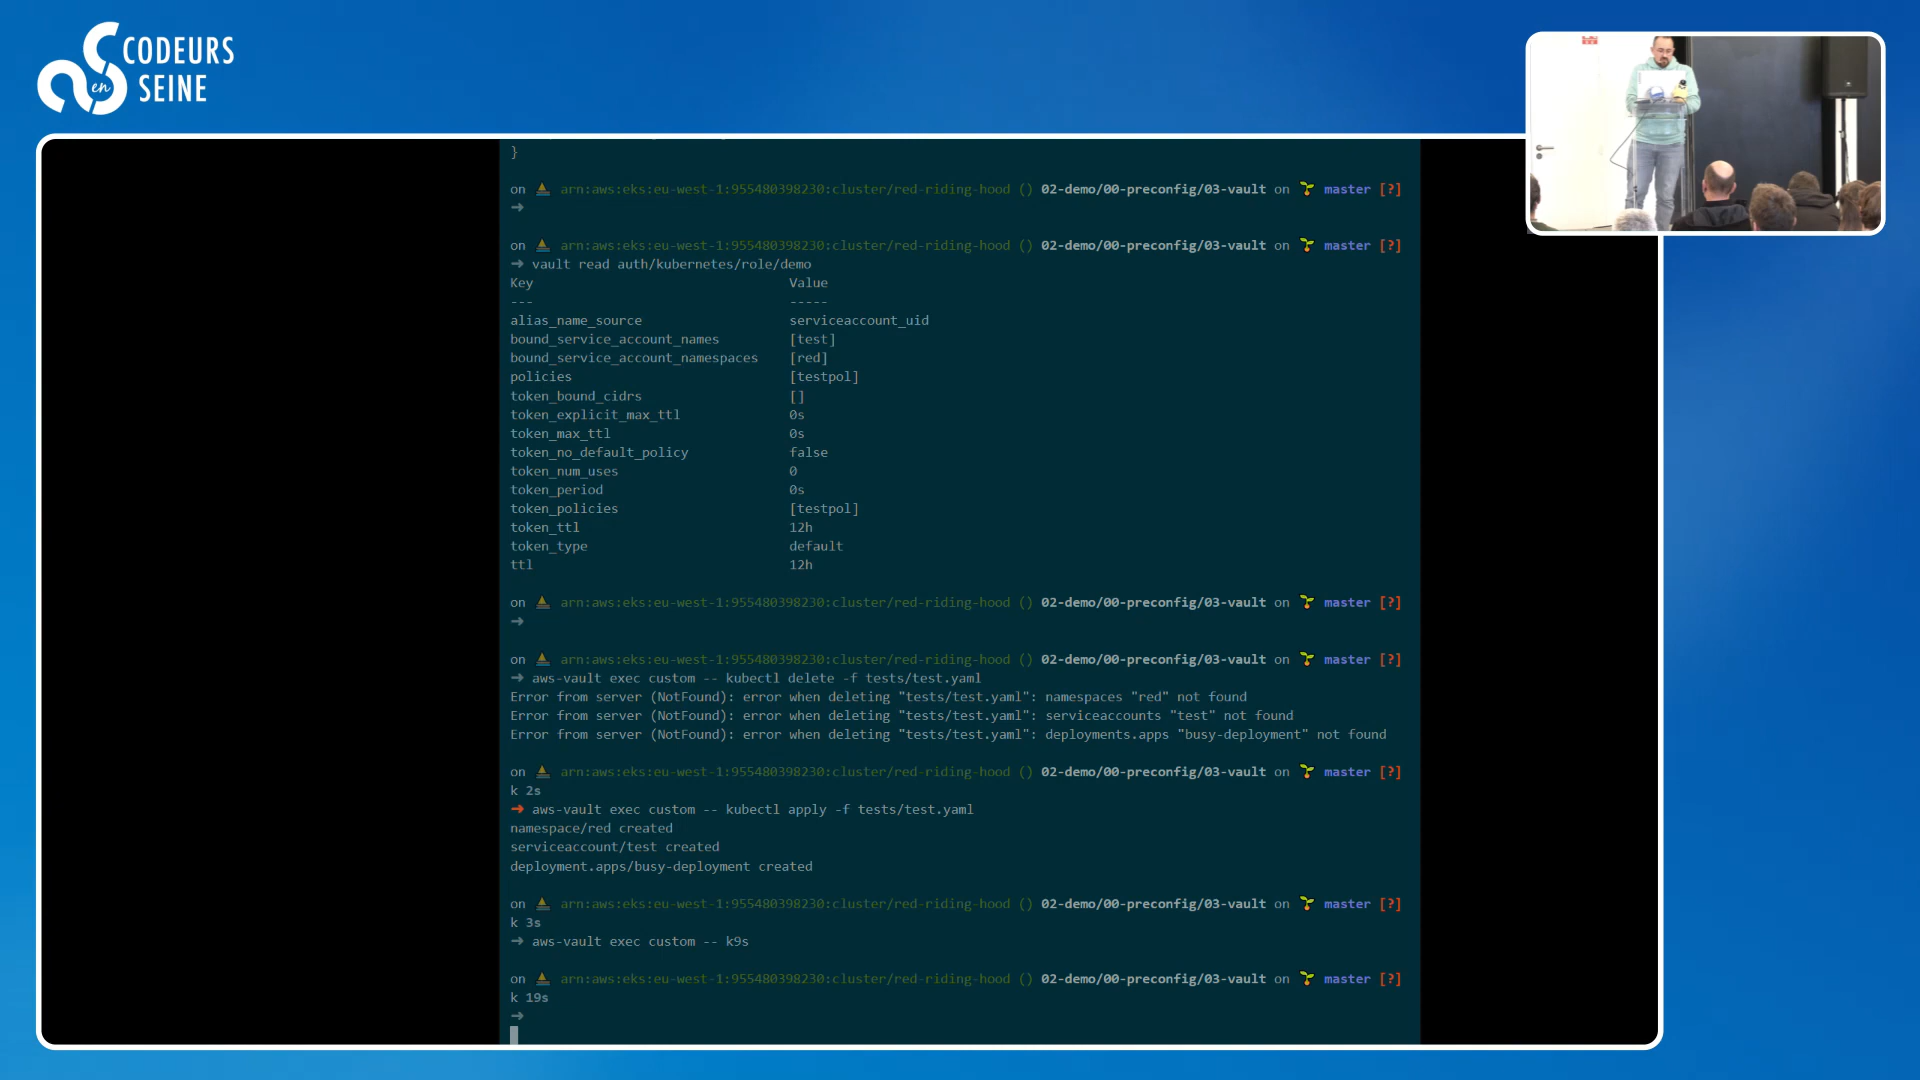 CODEURS
en
SEINE
}
on arn:aws:eks:eu-west-1:955480398230:cluster/red-riding-hood () 02-demo/00-preconfig/03-vault on master [?]
→
on arn:aws:eks:eu-west-1:955480398230:cluster/red-riding-hood () 02-demo/00-preconfig/03-vault on master [?]
→ vault read auth/kubernetes/role/demo
Key Value
--- -----
alias_name_source serviceaccount_uid
bound_service_account_names [test]
bound_service_account_namespaces [red]
policies [testpol]
token_bound_cidrs []
token_explicit_max_ttl 0s
token_max_ttl 0s
token_no_default_policy false
token_num_uses 0
token_period 0s
token_policies [testpol]
token_ttl 12h
token_type default
ttl 12h
on arn:aws:eks:eu-west-1:955480398230:cluster/red-riding-hood () 02-demo/00-preconfig/03-vault on master [?]
→
on arn:aws:eks:eu-west-1:955480398230:cluster/red-riding-hood () 02-demo/00-preconfig/03-vault on master [?]
→ aws-vault exec custom -- kubectl delete -f tests/test.yaml
Error from server (NotFound): error when deleting "tests/test.yaml": namespaces "red" not found
Error from server (NotFound): error when deleting "tests/test.yaml": serviceaccounts "test" not found
Error from server (NotFound): error when deleting "tests/test.yaml": deployments.apps "busy-deployment" not found
on arn:aws:eks:eu-west-1:955480398230:cluster/red-riding-hood () 02-demo/00-preconfig/03-vault on master [?]
k 2s
→ aws-vault exec custom -- kubectl apply -f tests/test.yaml
namespace/red created
serviceaccount/test created
deployment.apps/busy-deployment created
on arn:aws:eks:eu-west-1:955480398230:cluster/red-riding-hood () 02-demo/00-preconfig/03-vault on master [?]
k 3s
→ aws-vault exec custom -- k9s
on arn:aws:eks:eu-west-1:955480398230:cluster/red-riding-hood () 02-demo/00-preconfig/03-vault on master [?]
k 19s
→